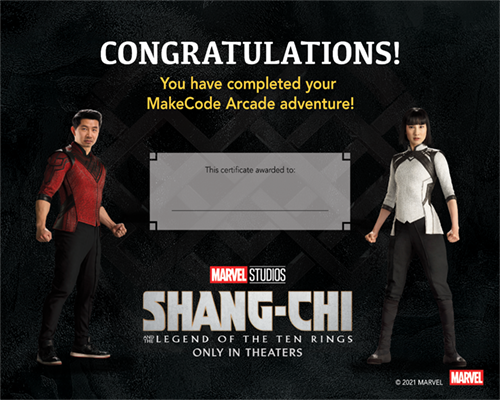 CONGRATULATIONS!
You have completed your
MakeCode Arcade adventure!
This certificate awarded to:
MARVEL STUDIOS
SHANG-CHI
AND THE LEGEND OF THE TEN RINGS
ONLY IN THEATERS
© 2021 MARVEL MARVEL